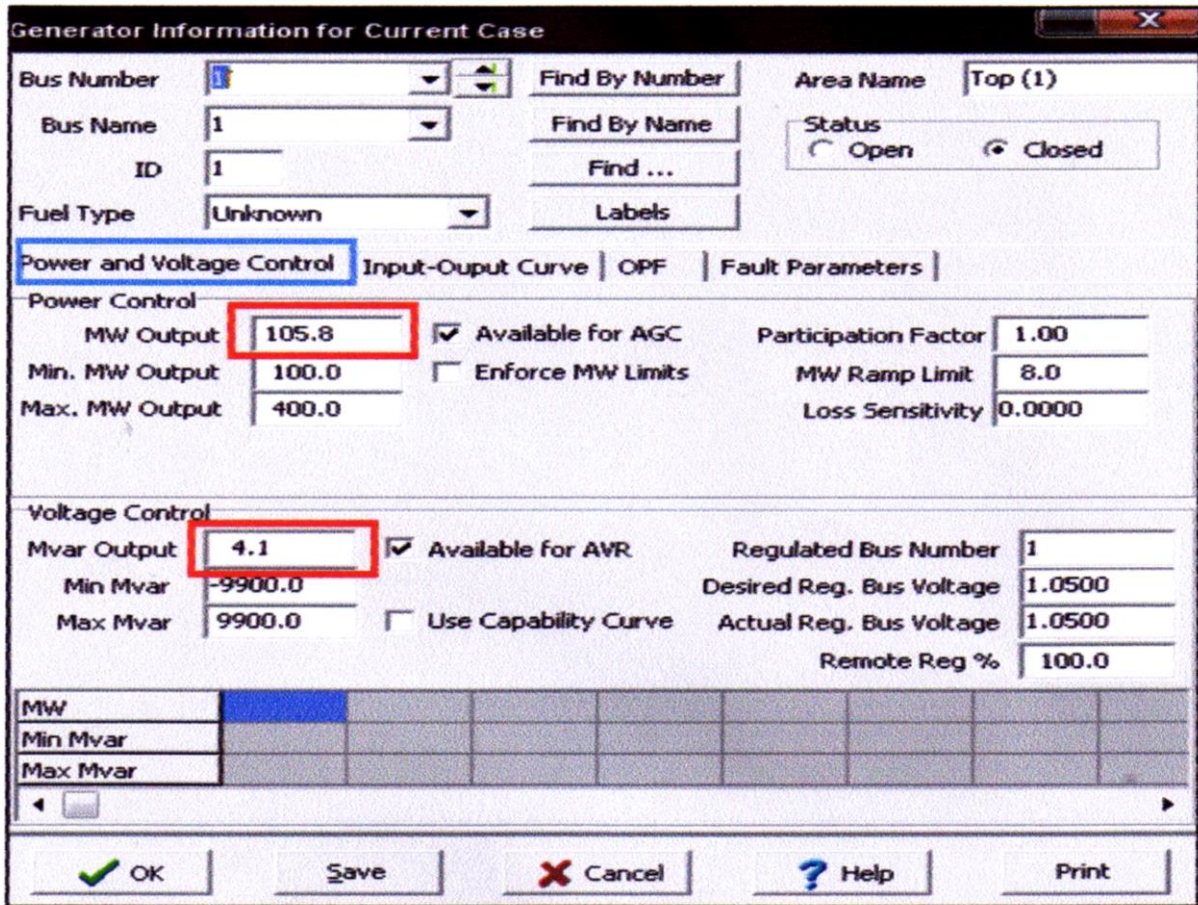 Generator Information for Current Case
Bus Number 1 Find By Number Area Name Top (1)
Bus Name 1 Find By Name Status
Open Closed
ID 1 Find ...
Fuel Type Unknown Labels
Power and Voltage Control Input-Ouput Curve OPF Fault Parameters
Power Control
MW Output 105.8 Available for AGC Participation Factor 1.00
Min. MW Output 100.0 Enforce MW Limits MW Ramp Limit 8.0
Max. MW Output 400.0 Loss Sensitivity 0.0000
Voltage Control
Mvar Output 4.1 Available for AVR Regulated Bus Number 1
Min Mvar -9900.0 Desired Reg. Bus Voltage 1.0500
Max Mvar 9900.0 Use Capability Curve Actual Reg. Bus Voltage 1.0500
Remote Reg % 100.0
MW
Min Mvar
Max Mvar
OK Save Cancel Help Print